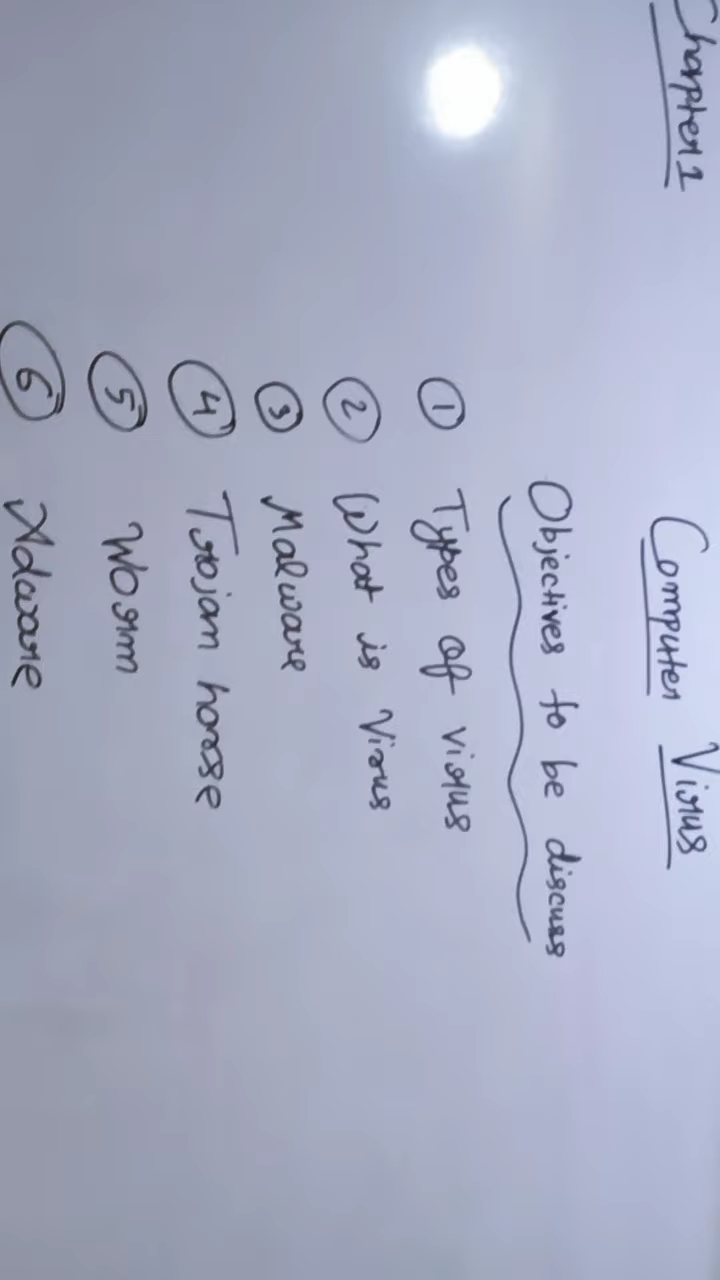 Chapter 1
Computer Virus
Objectives to be discuss
① Types of virus
② What is Virus
③ Malware
④ Trojan horse
⑤ Worm
⑥ Adware